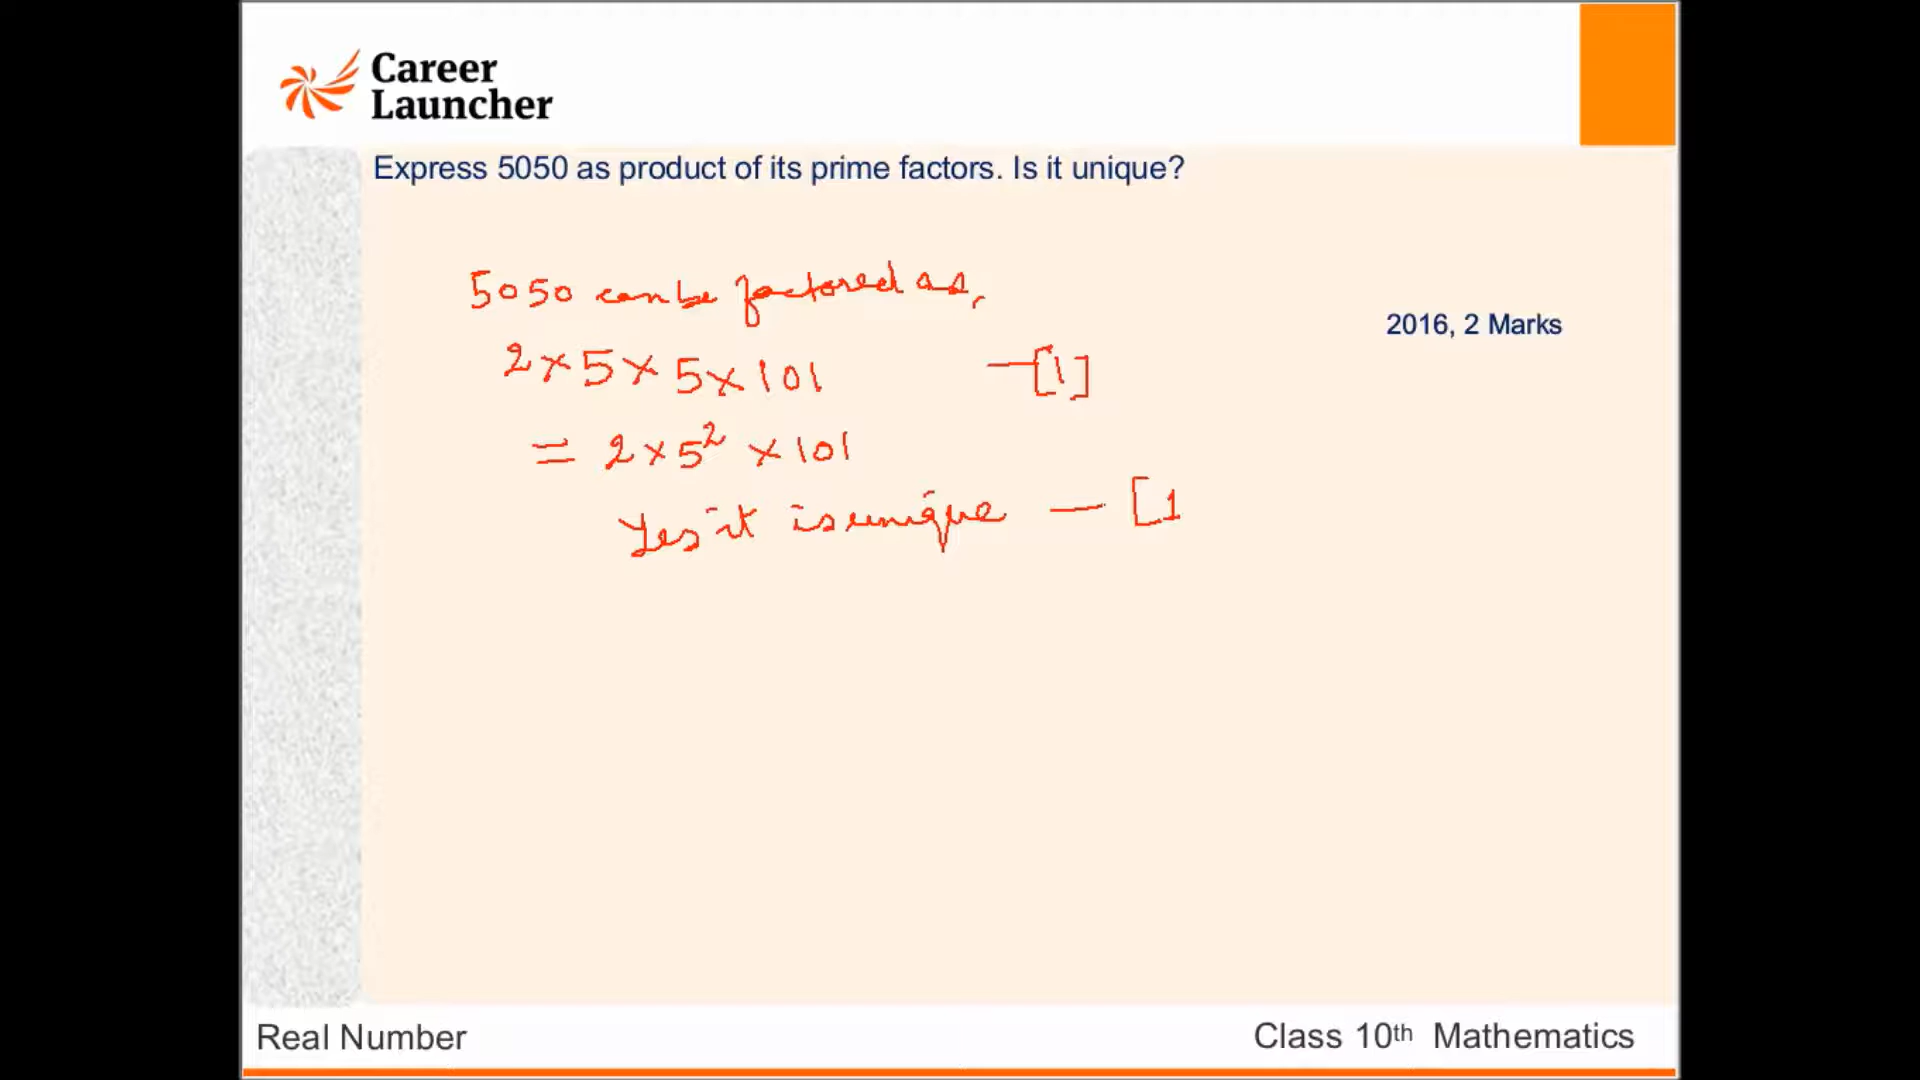 Career
Launcher
Express 5050 as product of its prime factors. Is it unique?
5050 can be factored as,
2016, 2 Marks
2 × 5 × 5 × 101 — [1]
= 2 × 5² × 101
Yes it is unique — [1
Real Number
Class 10th Mathematics